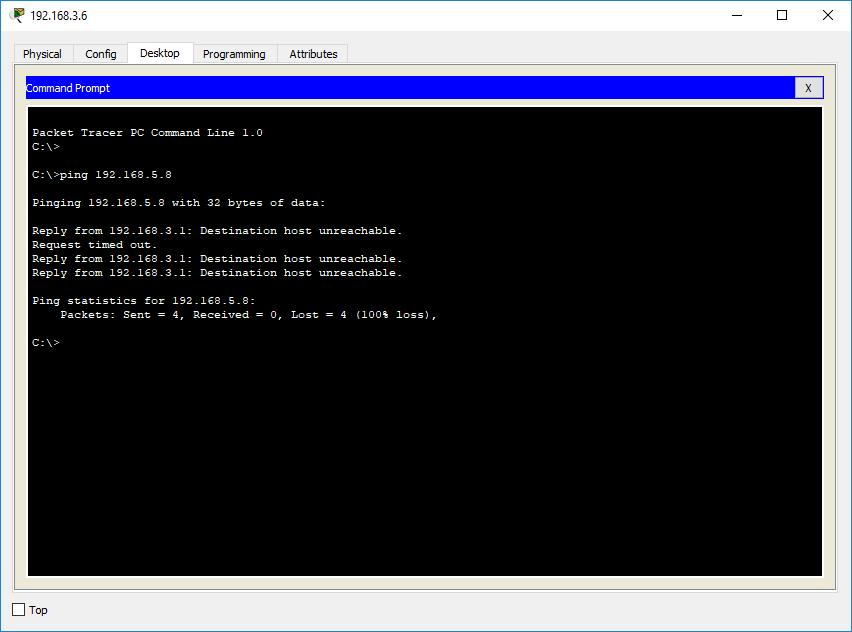 192.168.3.6
Physical Config Desktop Programming Attributes
Command Prompt X
Packet Tracer PC Command Line 1.0
C:\>
C:\>ping 192.168.5.8
Pinging 192.168.5.8 with 32 bytes of data:
Reply from 192.168.3.1: Destination host unreachable.
Request timed out.
Reply from 192.168.3.1: Destination host unreachable.
Reply from 192.168.3.1: Destination host unreachable.
Ping statistics for 192.168.5.8:
Packets: Sent = 4, Received = 0, Lost = 4 (100% loss),
C:\>
Top